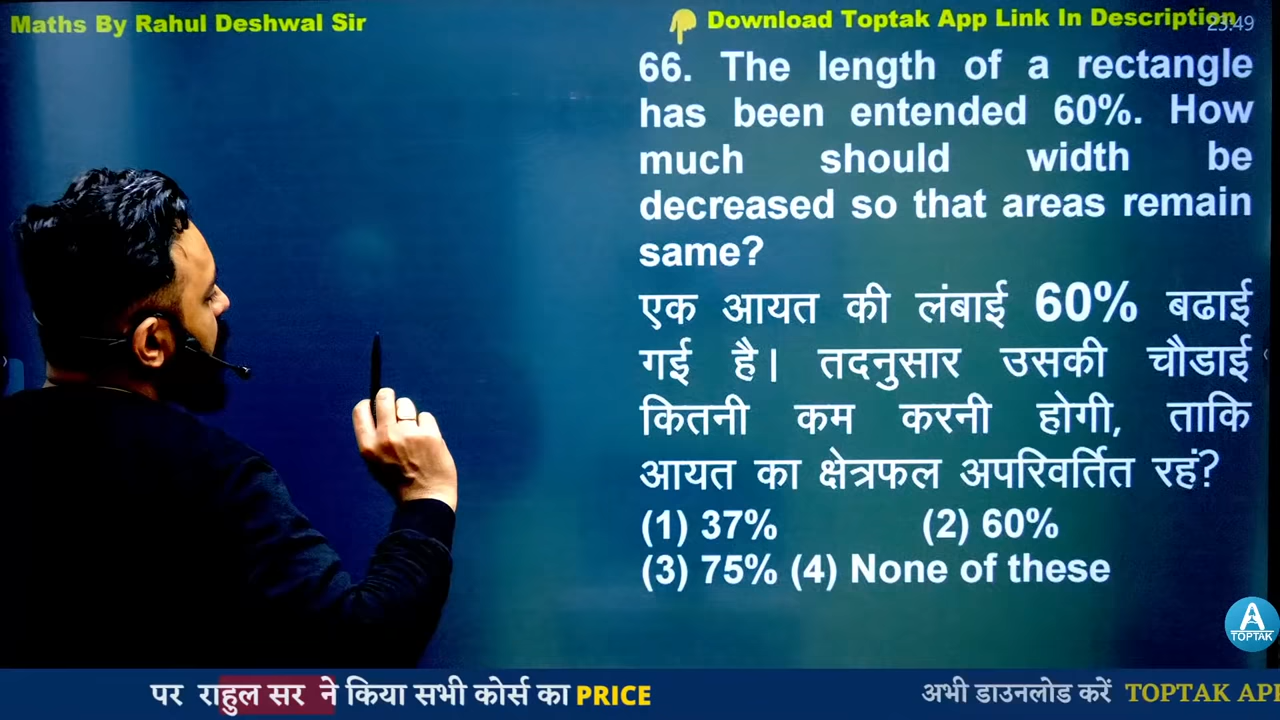 Maths By Rahul Deshwal Sir
Download Toptak App Link In Description
23:49
66. The length of a rectangle
has been entended 60%. How
much should width be
decreased so that areas remain
same?
एक आयत की लंबाई 60% बढाई
गई है। तदनुसार उसकी चौडाई
कितनी कम करनी होगी, ताकि
आयत का क्षेत्रफल अपरिवर्तित रहं?
(1) 37% (2) 60%
(3) 75% (4) None of these
A
TOPTAK
पर राहुल सर ने किया सभी कोर्स का PRICE
अभी डाउनलोड करें TOPTAK APP